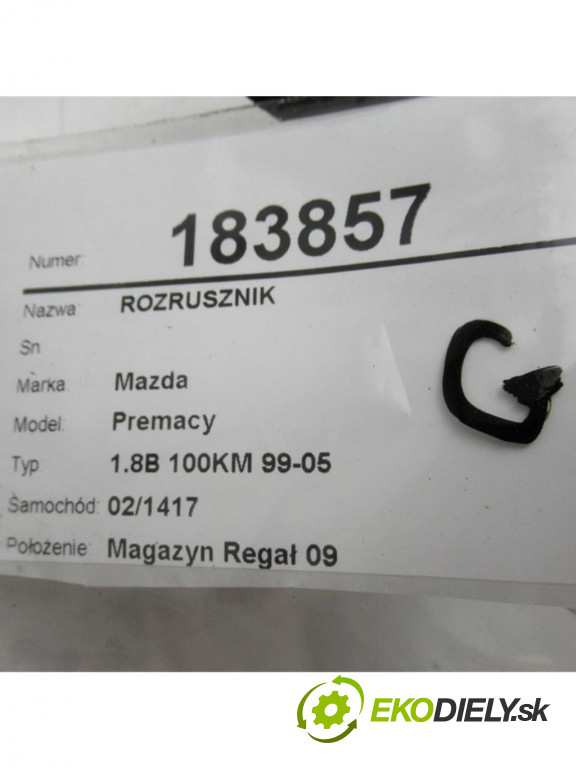 Numer: 183857
Nazwa: ROZRUSZNIK
Sn
Marka: Mazda
Model: Premacy
Typ 1.8B 100KM 99-05
Samochód: 02/1417
Położenie: Magazyn Regał 09
G
EKODIELY.sk